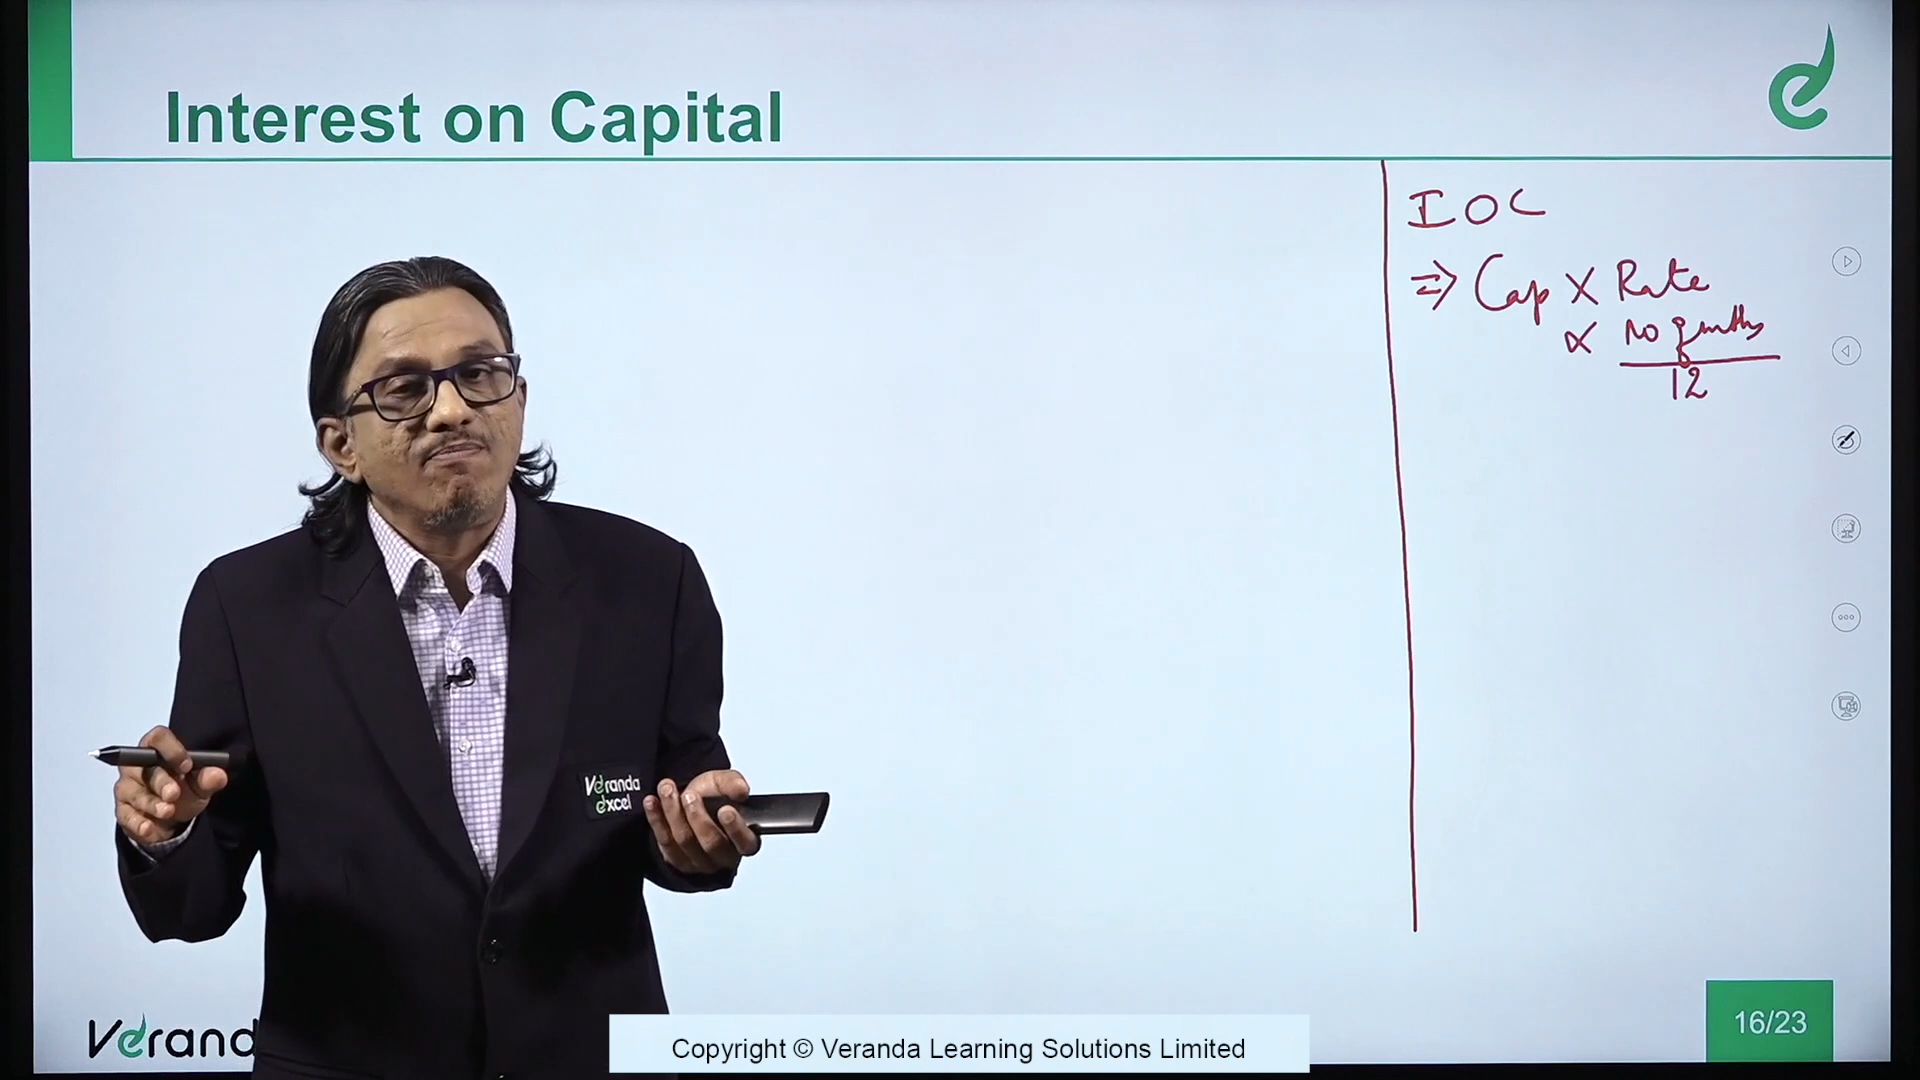 Interest on Capital
IOC
⇒ Cap X Rate
X no of months
12
Veranda
excel
Verand
16/23
Copyright © Veranda Learning Solutions Limited